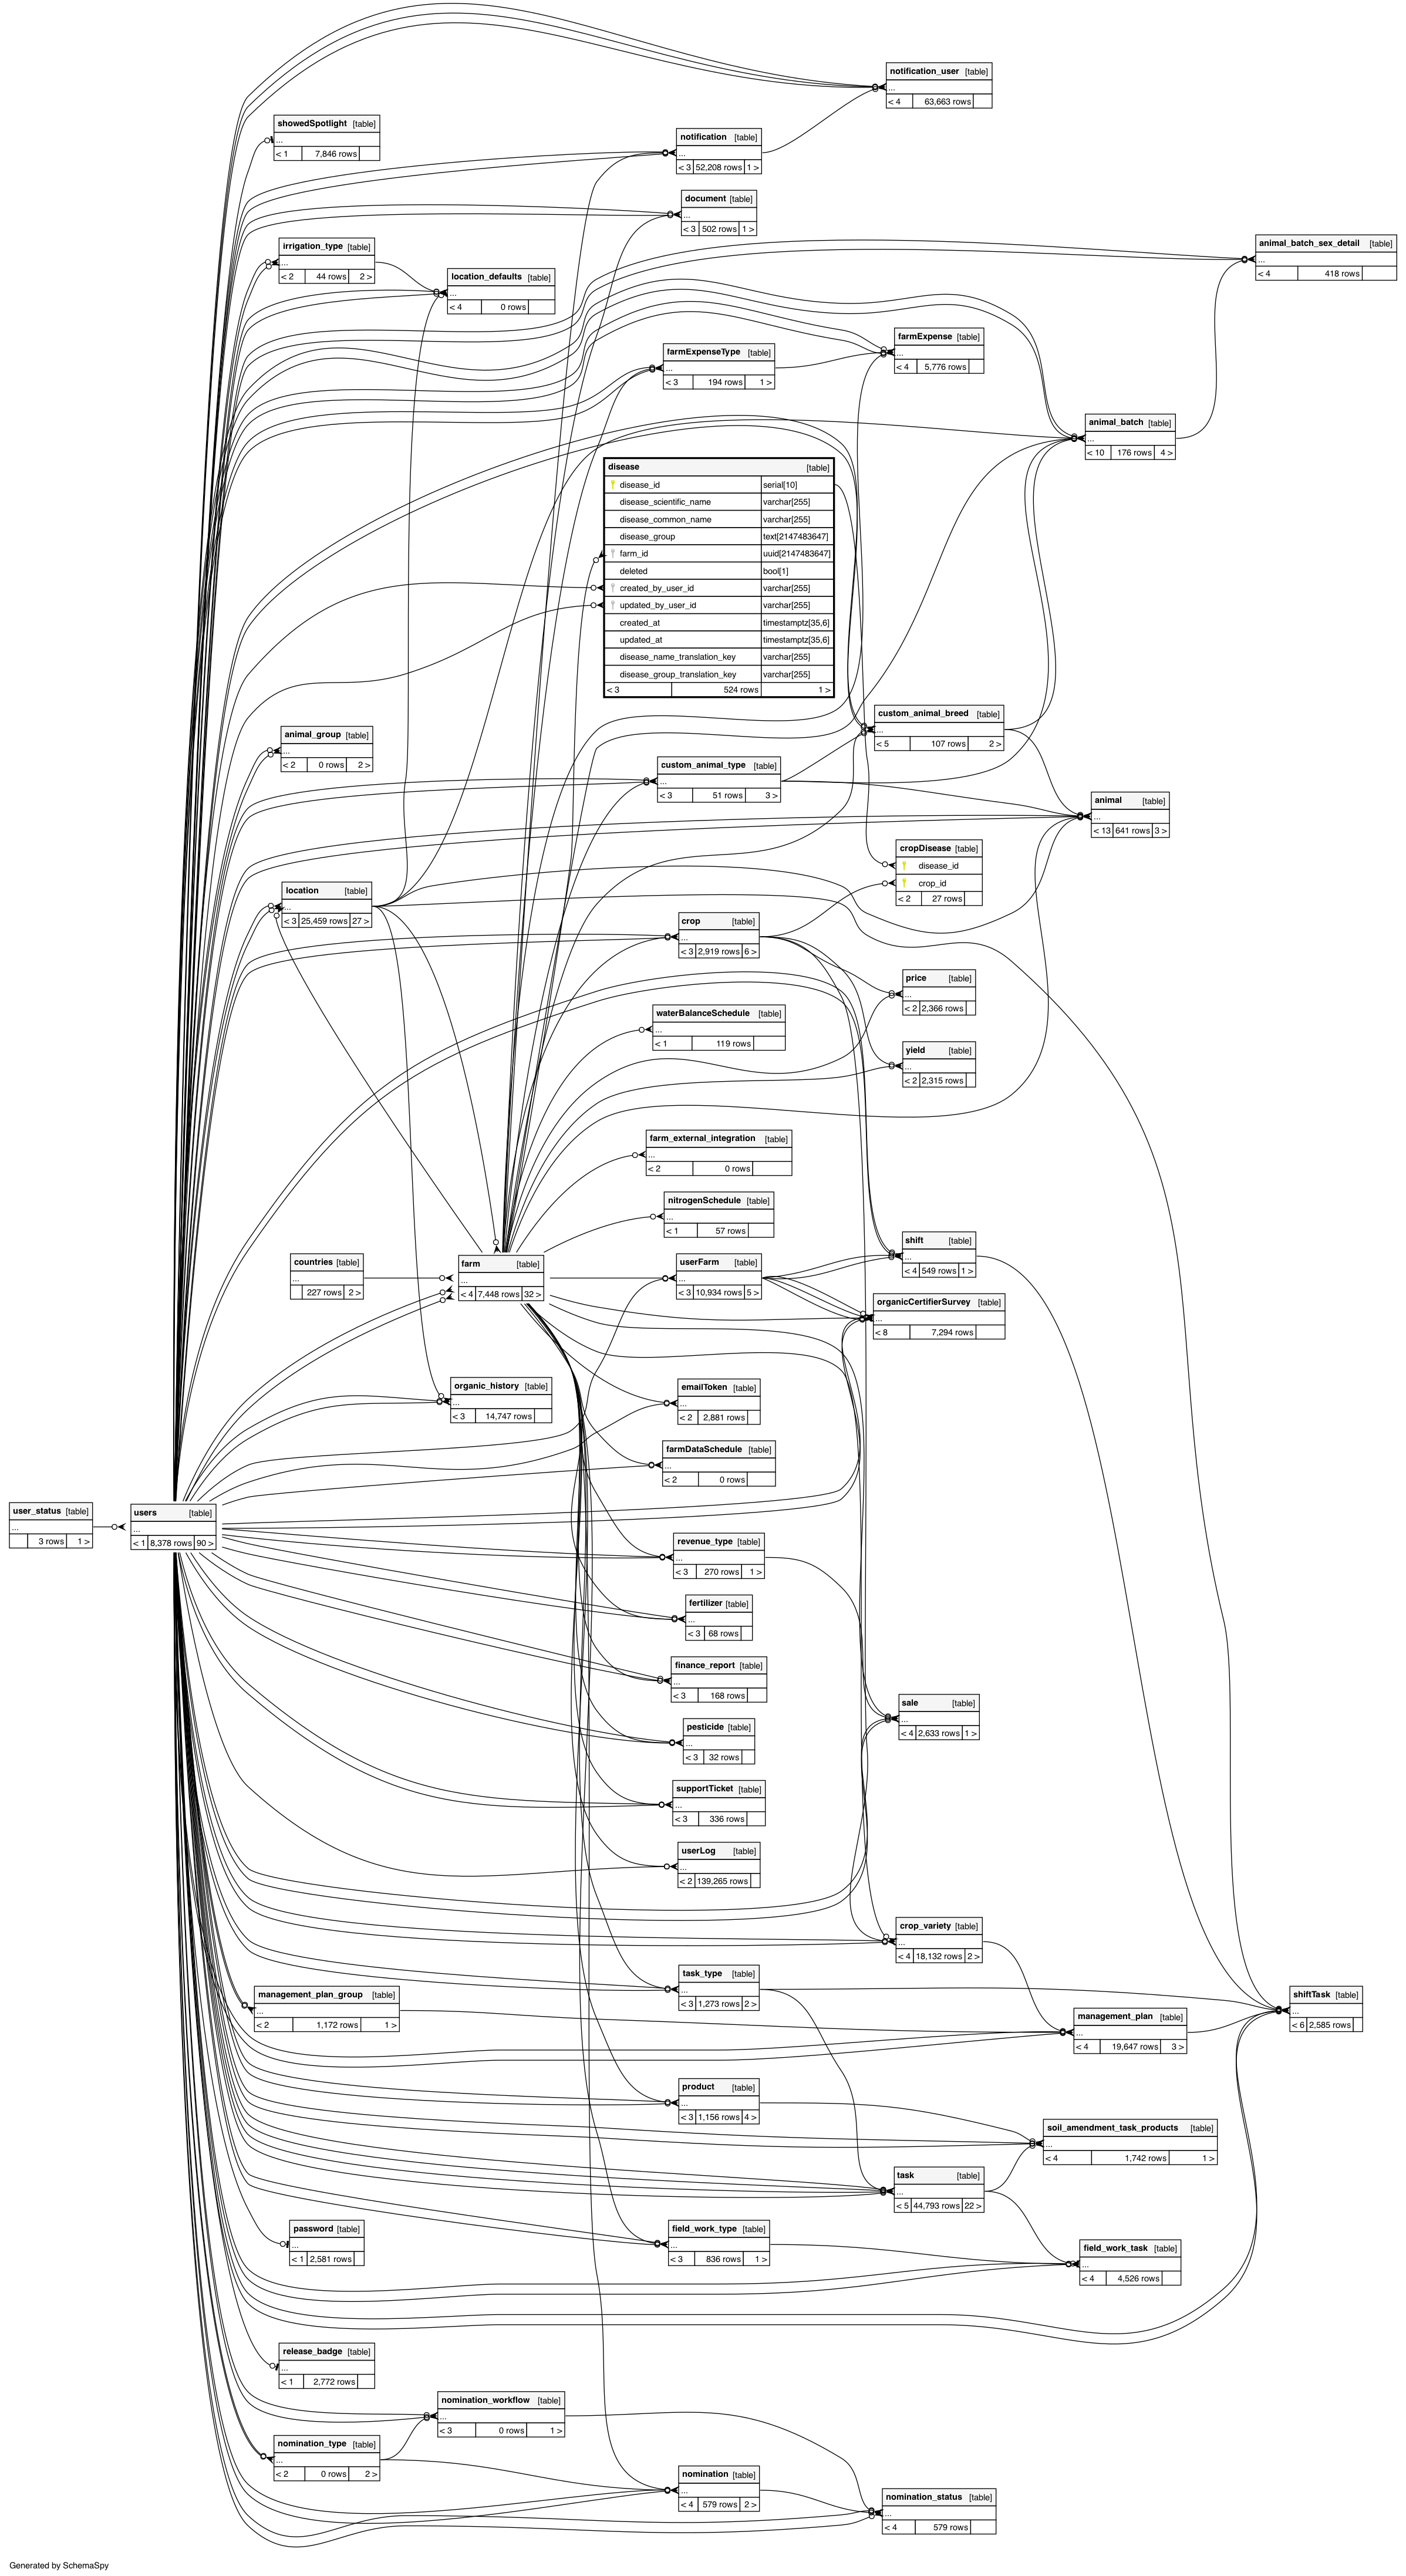 notification_user [table]
...
< 4 63,663 rows
showedSpotlight [table]
...
< 1 7,846 rows
notification [table]
...
< 3 52,208 rows 1 >
document [table]
...
< 3 502 rows 1 >
irrigation_type [table]
...
< 2 44 rows 2 >
animal_batch_sex_detail [table]
...
< 4 418 rows
location_defaults [table]
...
< 4 0 rows
farmExpense [table]
...
< 4 5,776 rows
farmExpenseType [table]
...
< 3 194 rows 1 >
animal_batch [table]
...
< 10 176 rows 4 >
disease [table]
disease_id serial[10]
disease_scientific_name varchar[255]
disease_common_name varchar[255]
disease_group text[2147483647]
farm_id uuid[2147483647]
deleted bool[1]
created_by_user_id varchar[255]
updated_by_user_id varchar[255]
created_at timestamptz[35,6]
updated_at timestamptz[35,6]
disease_name_translation_key varchar[255]
disease_group_translation_key varchar[255]
< 3 524 rows 1 >
custom_animal_breed [table]
...
< 5 107 rows 2 >
animal_group [table]
...
< 2 0 rows 2 >
custom_animal_type [table]
...
< 3 51 rows 3 >
animal [table]
...
< 13 641 rows 3 >
cropDisease [table]
disease_id
crop_id
< 2 27 rows
location [table]
...
< 3 25,459 rows 27 >
crop [table]
...
< 3 2,919 rows 6 >
price [table]
...
< 2 2,366 rows
waterBalanceSchedule [table]
...
< 1 119 rows
yield [table]
...
< 2 2,315 rows
farm_external_integration [table]
...
< 2 0 rows
nitrogenSchedule [table]
...
< 1 57 rows
shift [table]
...
< 4 549 rows 1 >
countries [table]
...
227 rows 2 >
farm [table]
...
< 4 7,448 rows 32 >
userFarm [table]
...
< 3 10,934 rows 5 >
organicCertifierSurvey [table]
...
< 8 7,294 rows
organic_history [table]
...
< 3 14,747 rows
emailToken [table]
...
< 2 2,881 rows
farmDataSchedule [table]
...
< 2 0 rows
user_status [table]
...
3 rows 1 >
users [table]
...
< 1 8,378 rows 90 >
revenue_type [table]
...
< 3 270 rows 1 >
fertilizer [table]
...
< 3 68 rows
finance_report [table]
...
< 3 168 rows
sale [table]
...
< 4 2,633 rows 1 >
pesticide [table]
...
< 3 32 rows
supportTicket [table]
...
< 3 336 rows
userLog [table]
...
< 2 139,265 rows
crop_variety [table]
...
< 4 18,132 rows 2 >
task_type [table]
...
< 3 1,273 rows 2 >
management_plan_group [table]
...
< 2 1,172 rows 1 >
shiftTask [table]
...
< 6 2,585 rows
management_plan [table]
...
< 4 19,647 rows 3 >
product [table]
...
< 3 1,156 rows 4 >
soil_amendment_task_products [table]
...
< 4 1,742 rows 1 >
task [table]
...
< 5 44,793 rows 22 >
password [table]
...
< 1 2,581 rows
field_work_type [table]
...
< 3 836 rows 1 >
field_work_task [table]
...
< 4 4,526 rows
release_badge [table]
...
< 1 2,772 rows
nomination_workflow [table]
...
< 3 0 rows 1 >
nomination_type [table]
...
< 2 0 rows 2 >
nomination [table]
...
< 4 579 rows 2 >
nomination_status [table]
...
< 4 579 rows
Generated by SchemaSpy